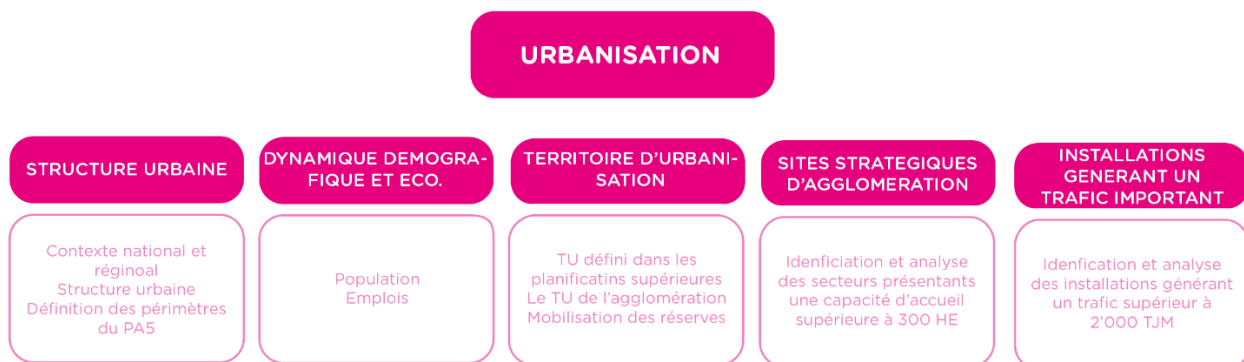 URBANISATION
STRUCTURE URBAINE
Contexte national et
réginoal
Structure urbaine
Définition des périmètres
du PA5
DYNAMIQUE DEMOGRA-
FIQUE ET ECO.
Population
Emplois
TERRITOIRE D'URBANI-
SATION
TU défini dans les
planificatins supérieures
Le TU de l'agglomération
Mobilisation des réserves
SITES STRATEGIQUES
D'AGGLOMERATION
Idenficiation et analyse
des secteurs présentants
une capacité d'accueil
supérieure à 300 HE
INSTALLATIONS
GENERANT UN
TRAFIC IMPORTANT
Idenfication et analyse
des installations générant
un trafic supérieur à
2'000 TJM